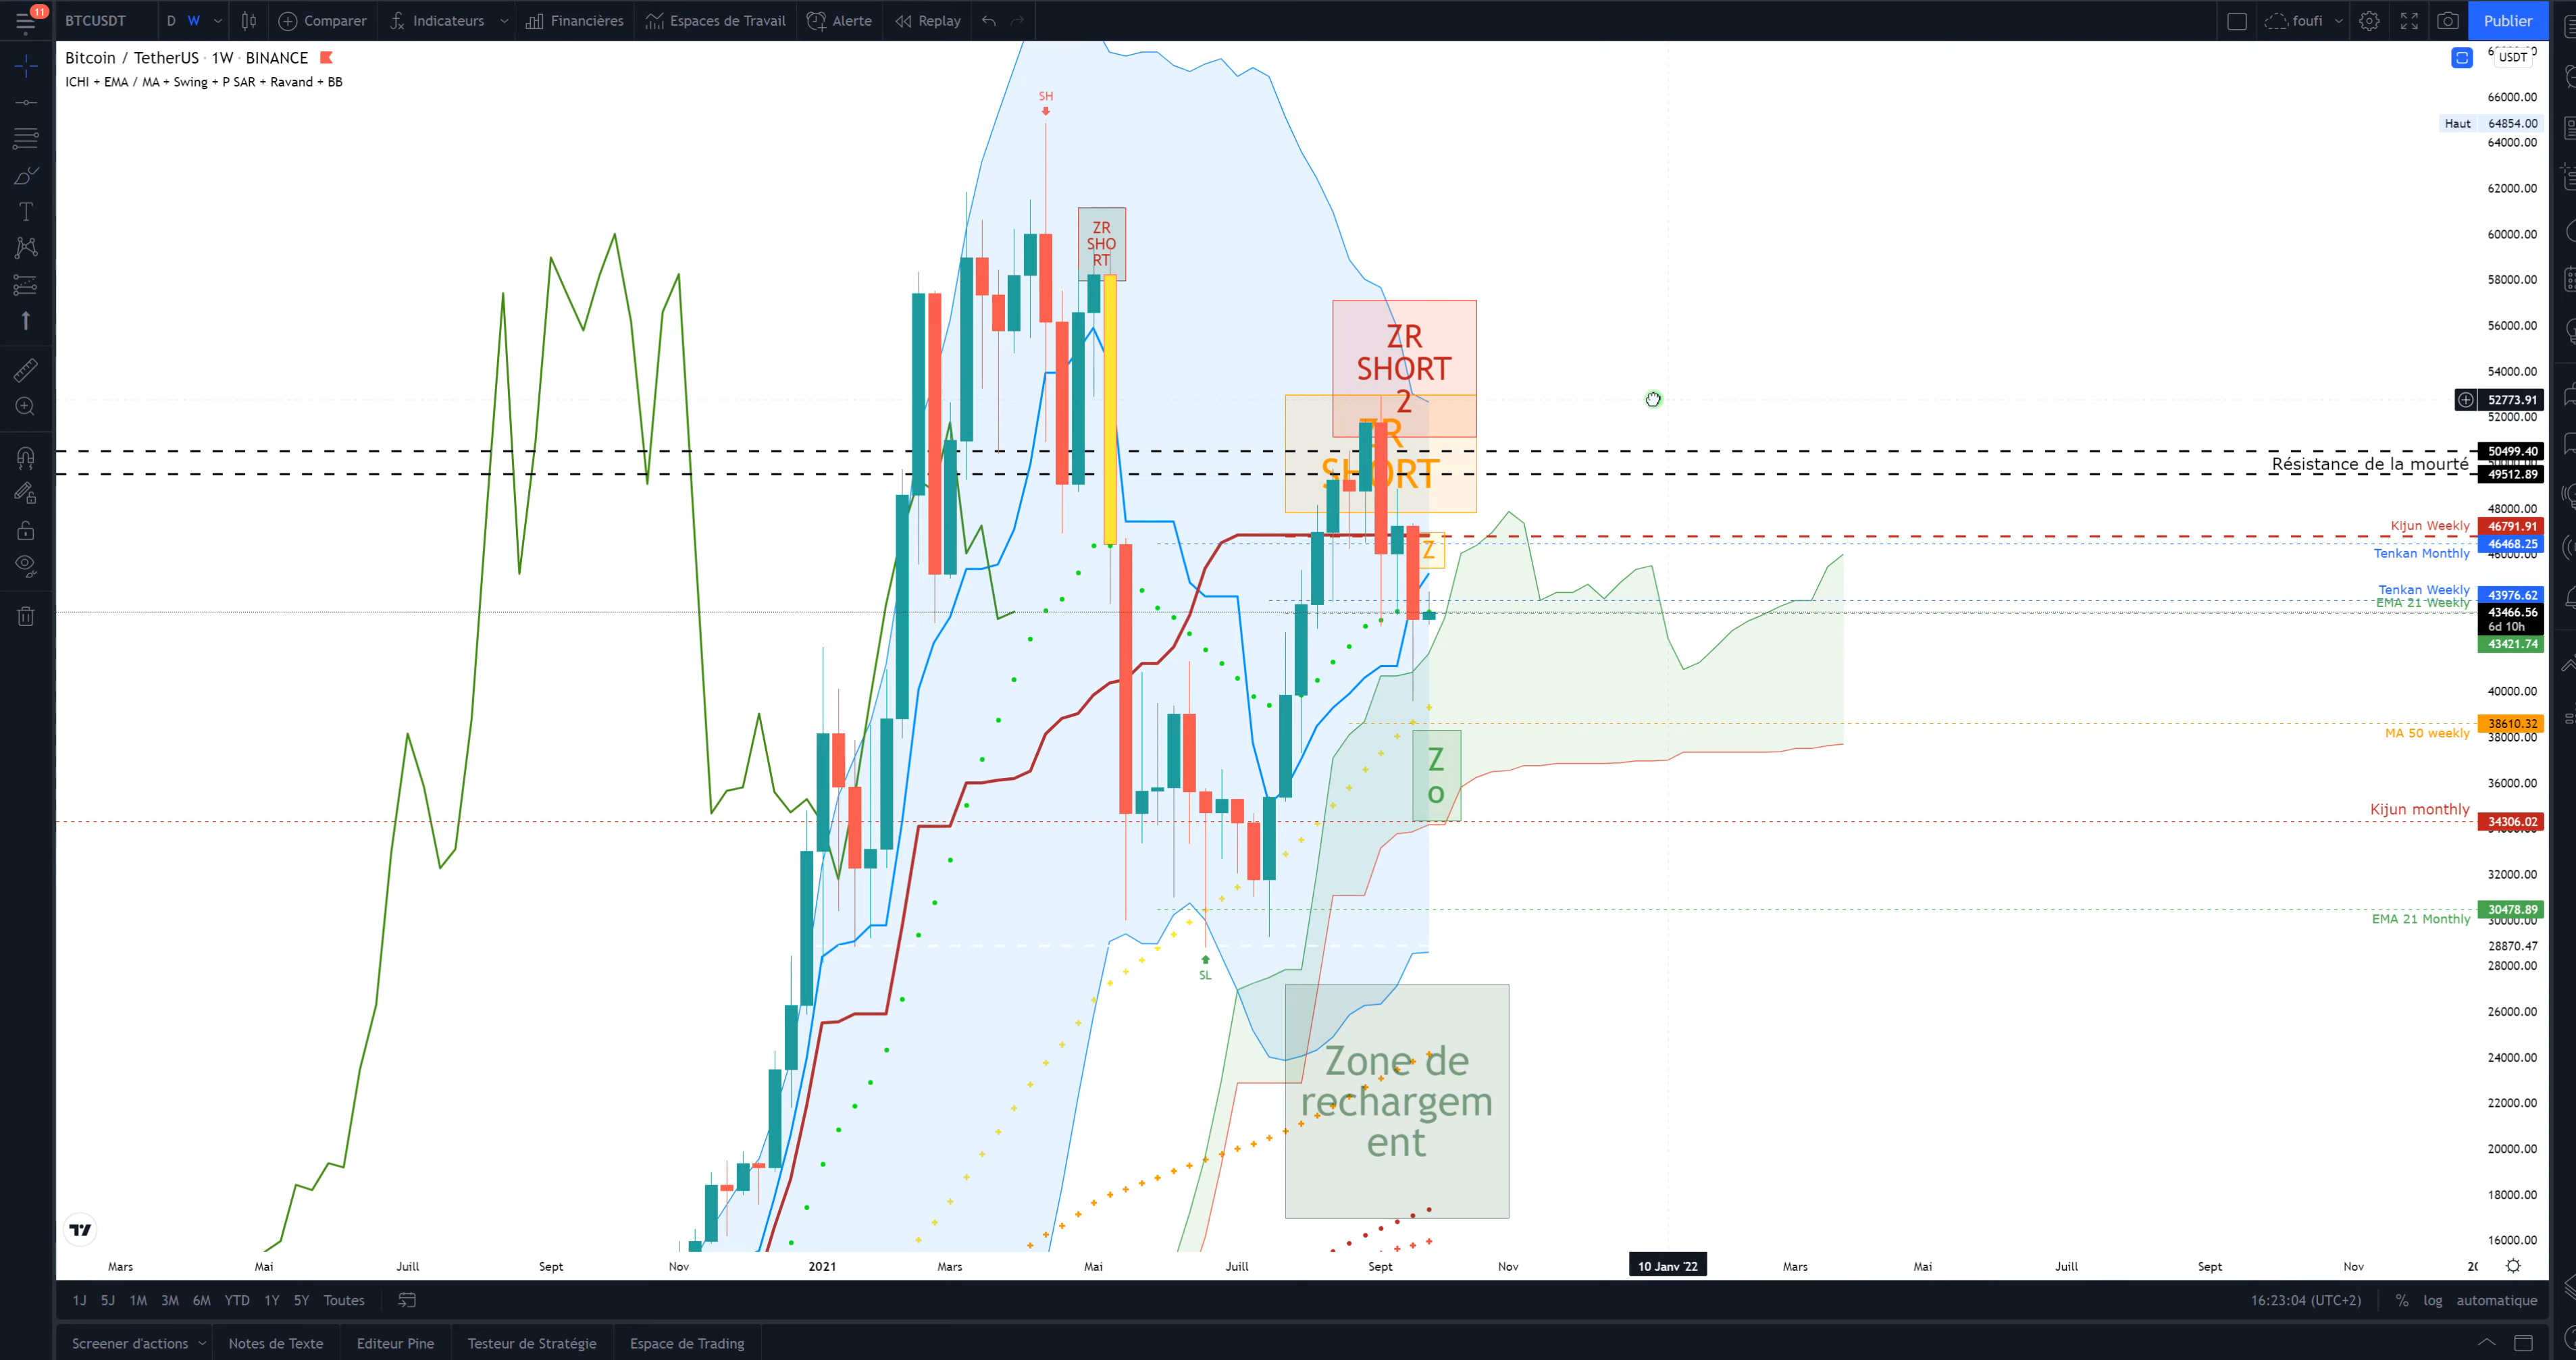 11
BTCUSDT D W Comparer Indicateurs Financières Espaces de Travail Alerte Replay foufi Publier
Bitcoin / TetherUS · 1W · BINANCE
ICHI + EMA / MA + Swing + P SAR + Ravand + BB
USDT
66000.00
Haut 64854.00
64000.00
62000.00
60000.00
58000.00
56000.00
54000.00
52773.91
52000.00
50499.40
Résistance de la mourté
49512.89
48000.00
Kijun Weekly 46791.91
46468.25
Tenkan Monthly 46000.00
Tenkan Weekly 43976.62
EMA 21 Weekly
43466.56
6d 10h
43421.74
40000.00
38610.32
MA 50 weekly 38000.00
36000.00
Kijun monthly
34306.02
32000.00
30478.89
EMA 21 Monthly 30000.00
28870.47
28000.00
26000.00
24000.00
22000.00
20000.00
18000.00
16000.00
SH
ZR
SHO
RT
ZR
SHORT
2
ZR
SHORT
Z
Z
o
SL
Zone de
rechargem
ent
Mars Mai Juill Sept Nov 2021 Mars Mai Juill Sept Nov 10 Janv '22 Mars Mai Juill Sept Nov
1J 5J 1M 3M 6M YTD 1Y 5Y Toutes 16:23:04 (UTC+2) % log automatique
Screener d'actions Notes de Texte Editeur Pine Testeur de Stratégie Espace de Trading